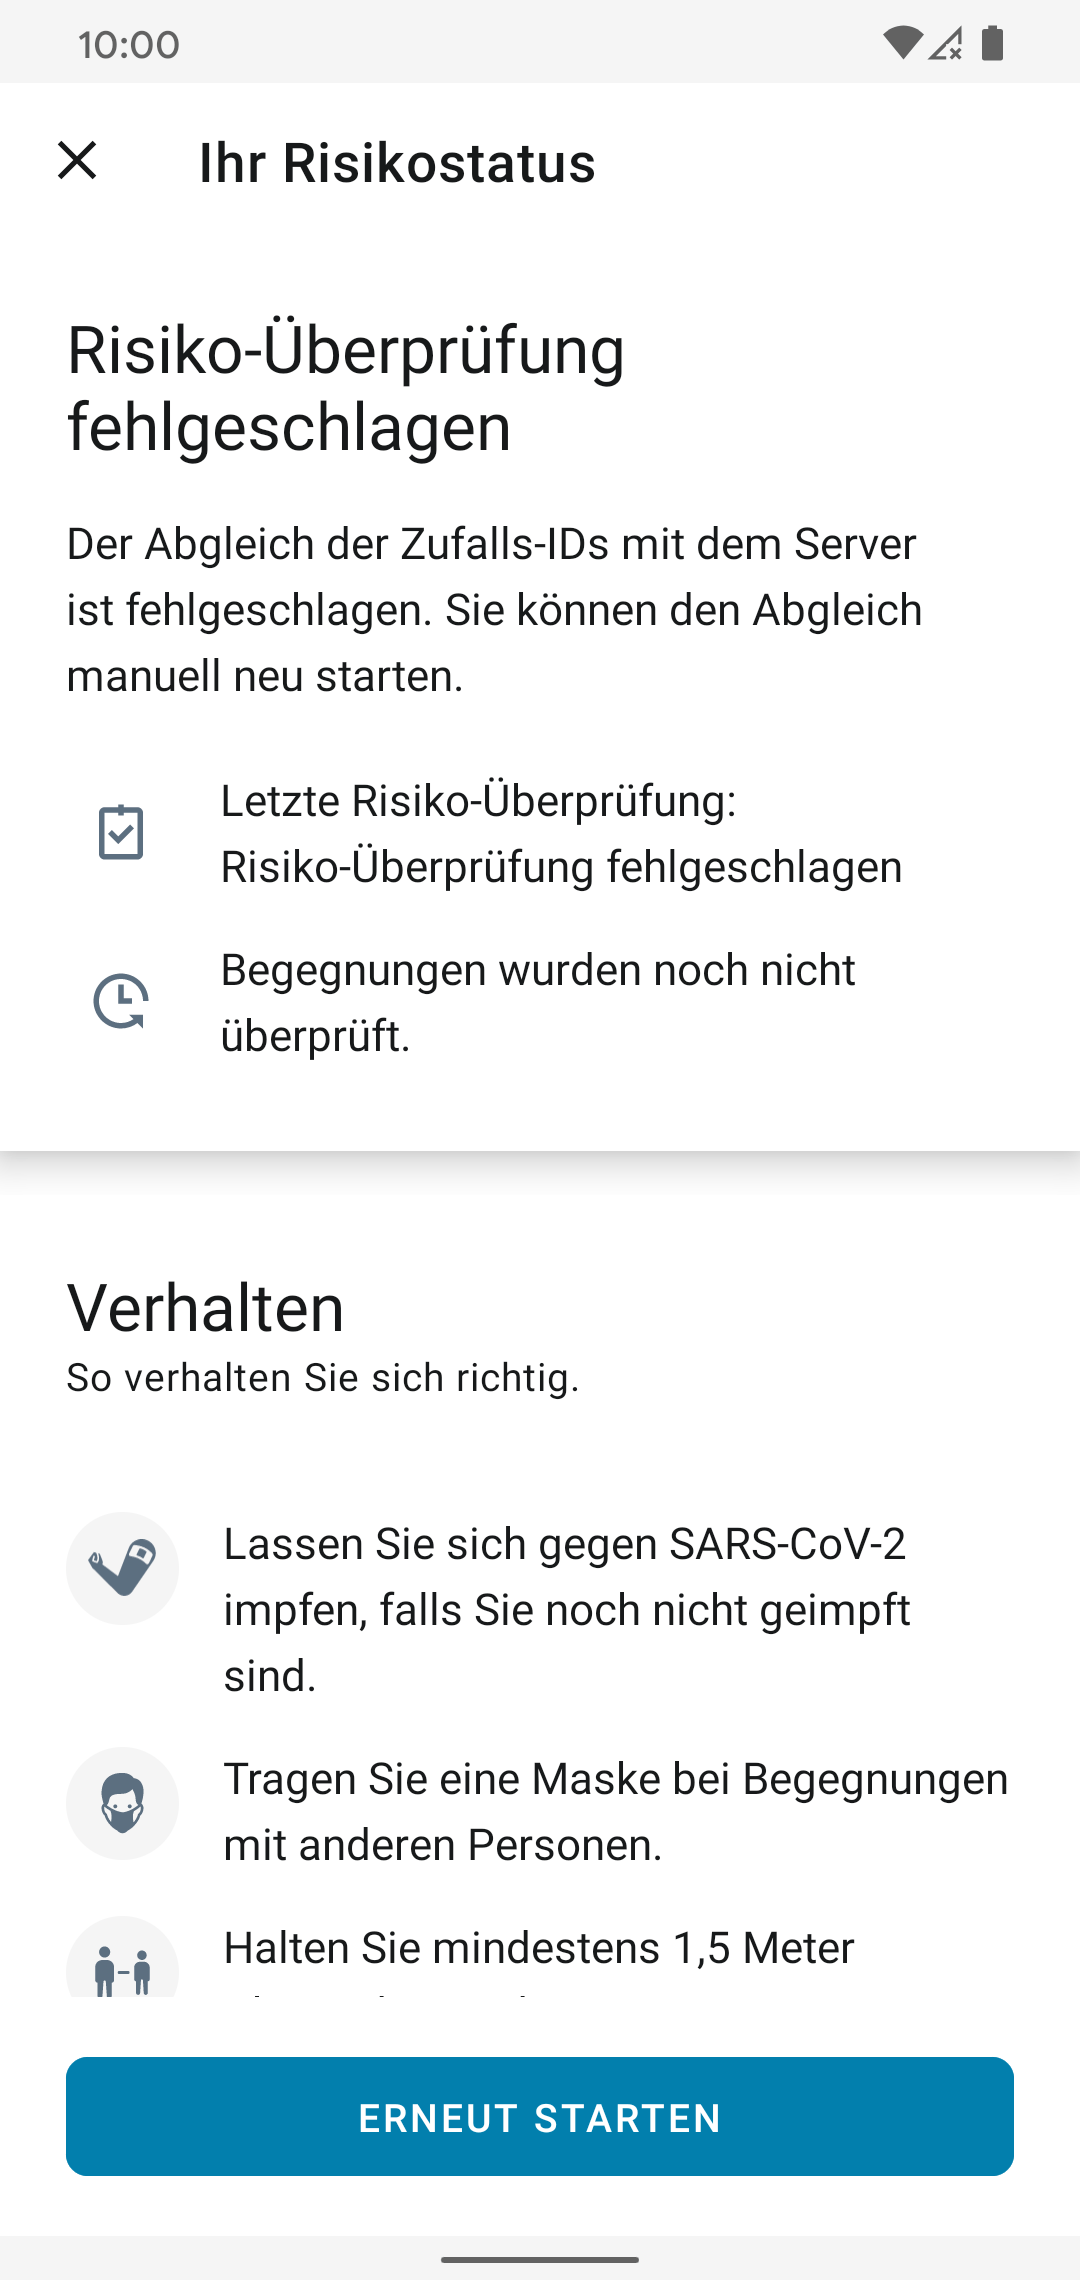 10:00
Ihr Risikostatus
Risiko-Überprüfung
fehlgeschlagen
Der Abgleich der Zufalls-IDs mit dem Server
ist fehlgeschlagen. Sie können den Abgleich
manuell neu starten.
Letzte Risiko-Überprüfung:
Risiko-Überprüfung fehlgeschlagen
Begegnungen wurden noch nicht
überprüft.
Verhalten
So verhalten Sie sich richtig.
Lassen Sie sich gegen SARS-CoV-2
impfen, falls Sie noch nicht geimpft
sind.
Tragen Sie eine Maske bei Begegnungen
mit anderen Personen.
Halten Sie mindestens 1,5 Meter
ERNEUT STARTEN